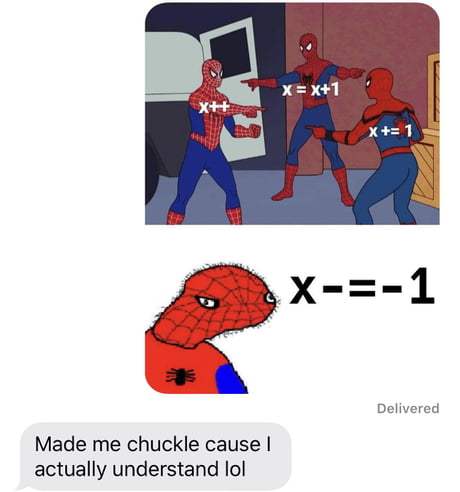 x++
x = x+1
x += 1
x-=-1
Delivered
Made me chuckle cause I
actually understand lol